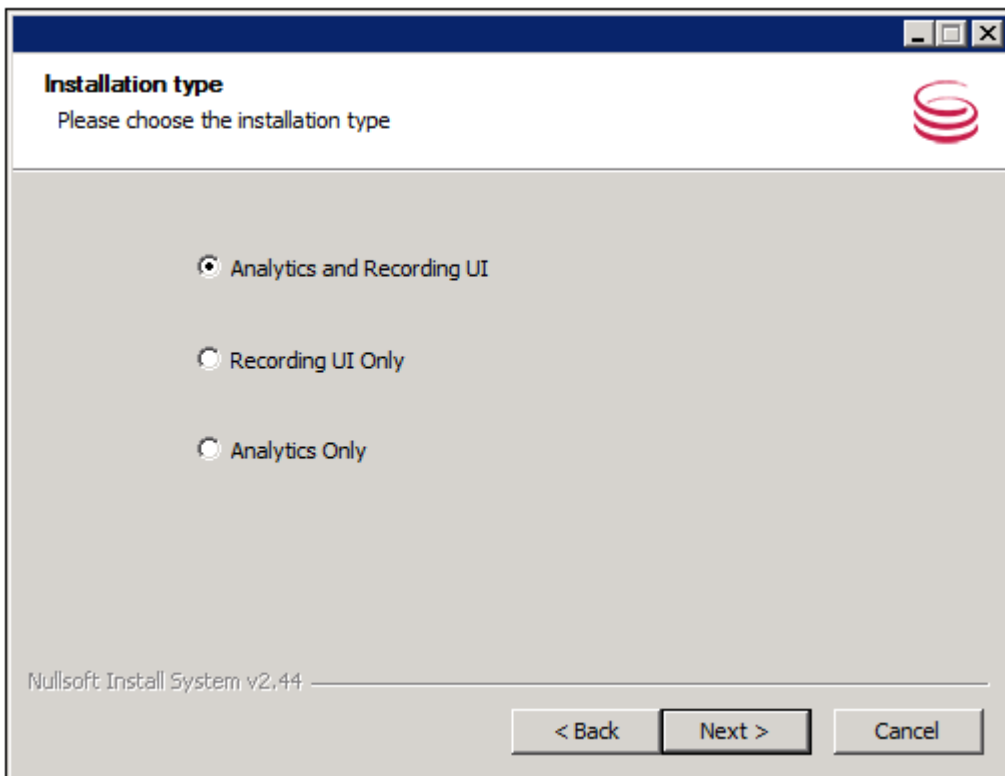 Installation type
Please choose the installation type
Analytics and Recording UI
Recording UI Only
Analytics Only
Nullsoft Install System v2.44
< Back Next > Cancel